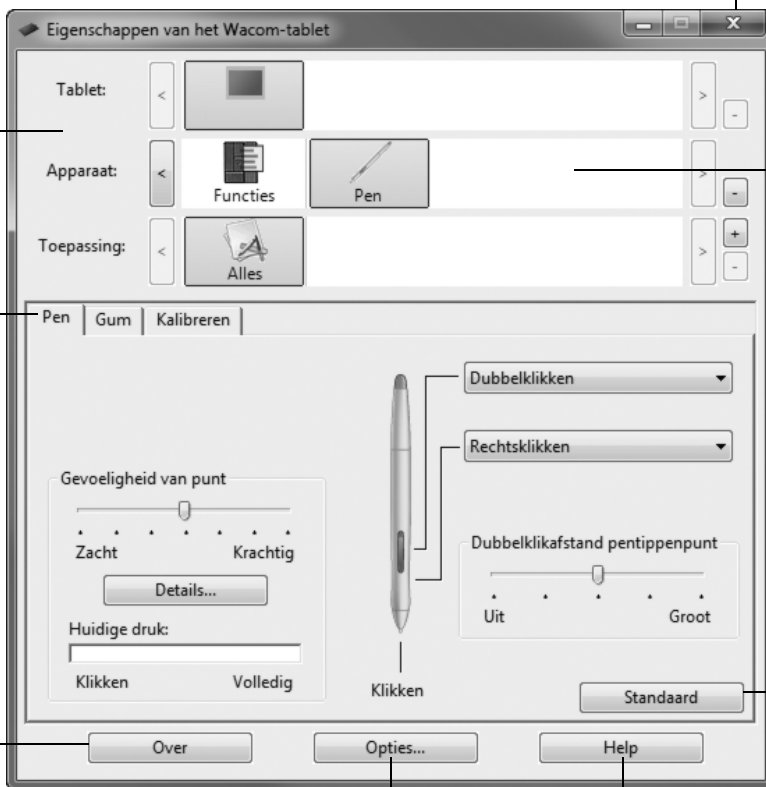 Eigenschappen van het Wacom-tablet
Tablet:
< > -
Apparaat:
< Functies Pen > -
Toepassing:
< Alles > + -
Pen Gum Kalibreren
Dubbelklikken
Rechtsklikken
Gevoeligheid van punt
Zacht Krachtig
Details...
Huidige druk:
Klikken Volledig
Klikken
Dubbelklikafstand pentippenpunt
Uit Groot
Standaard
Over Opties... Help